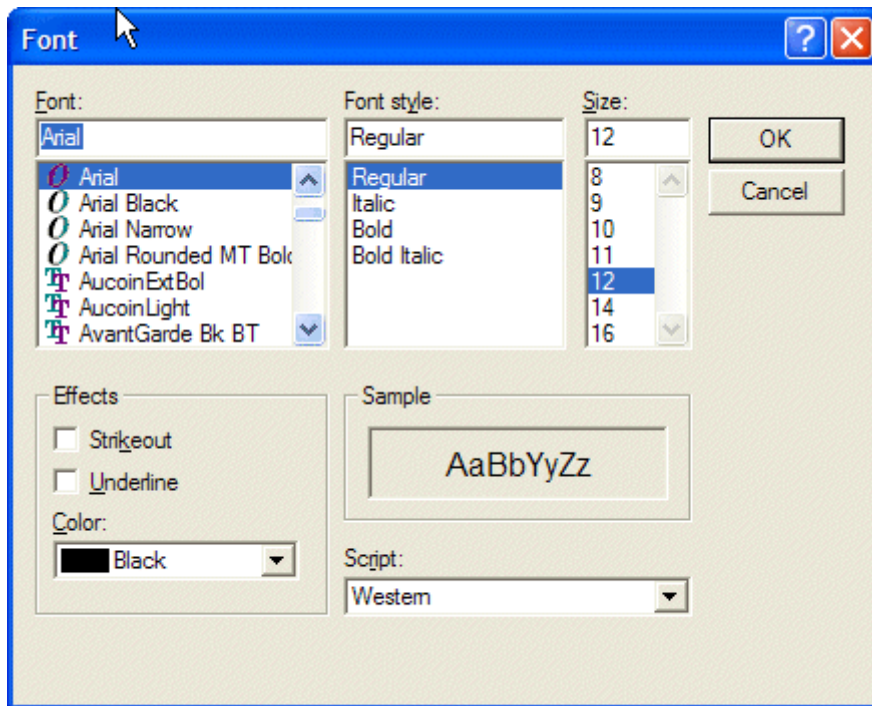 Font
Font:
Arial
Arial
Arial Black
Arial Narrow
Arial Rounded MT Bold
AucoinExtBol
AucoinLight
AvantGarde Bk BT
Font style:
Regular
Regular
Italic
Bold
Bold Italic
Size:
12
8
9
10
11
12
14
16
OK
Cancel
Effects
Strikeout
Underline
Color:
Black
Sample
AaBbYyZz
Script:
Western